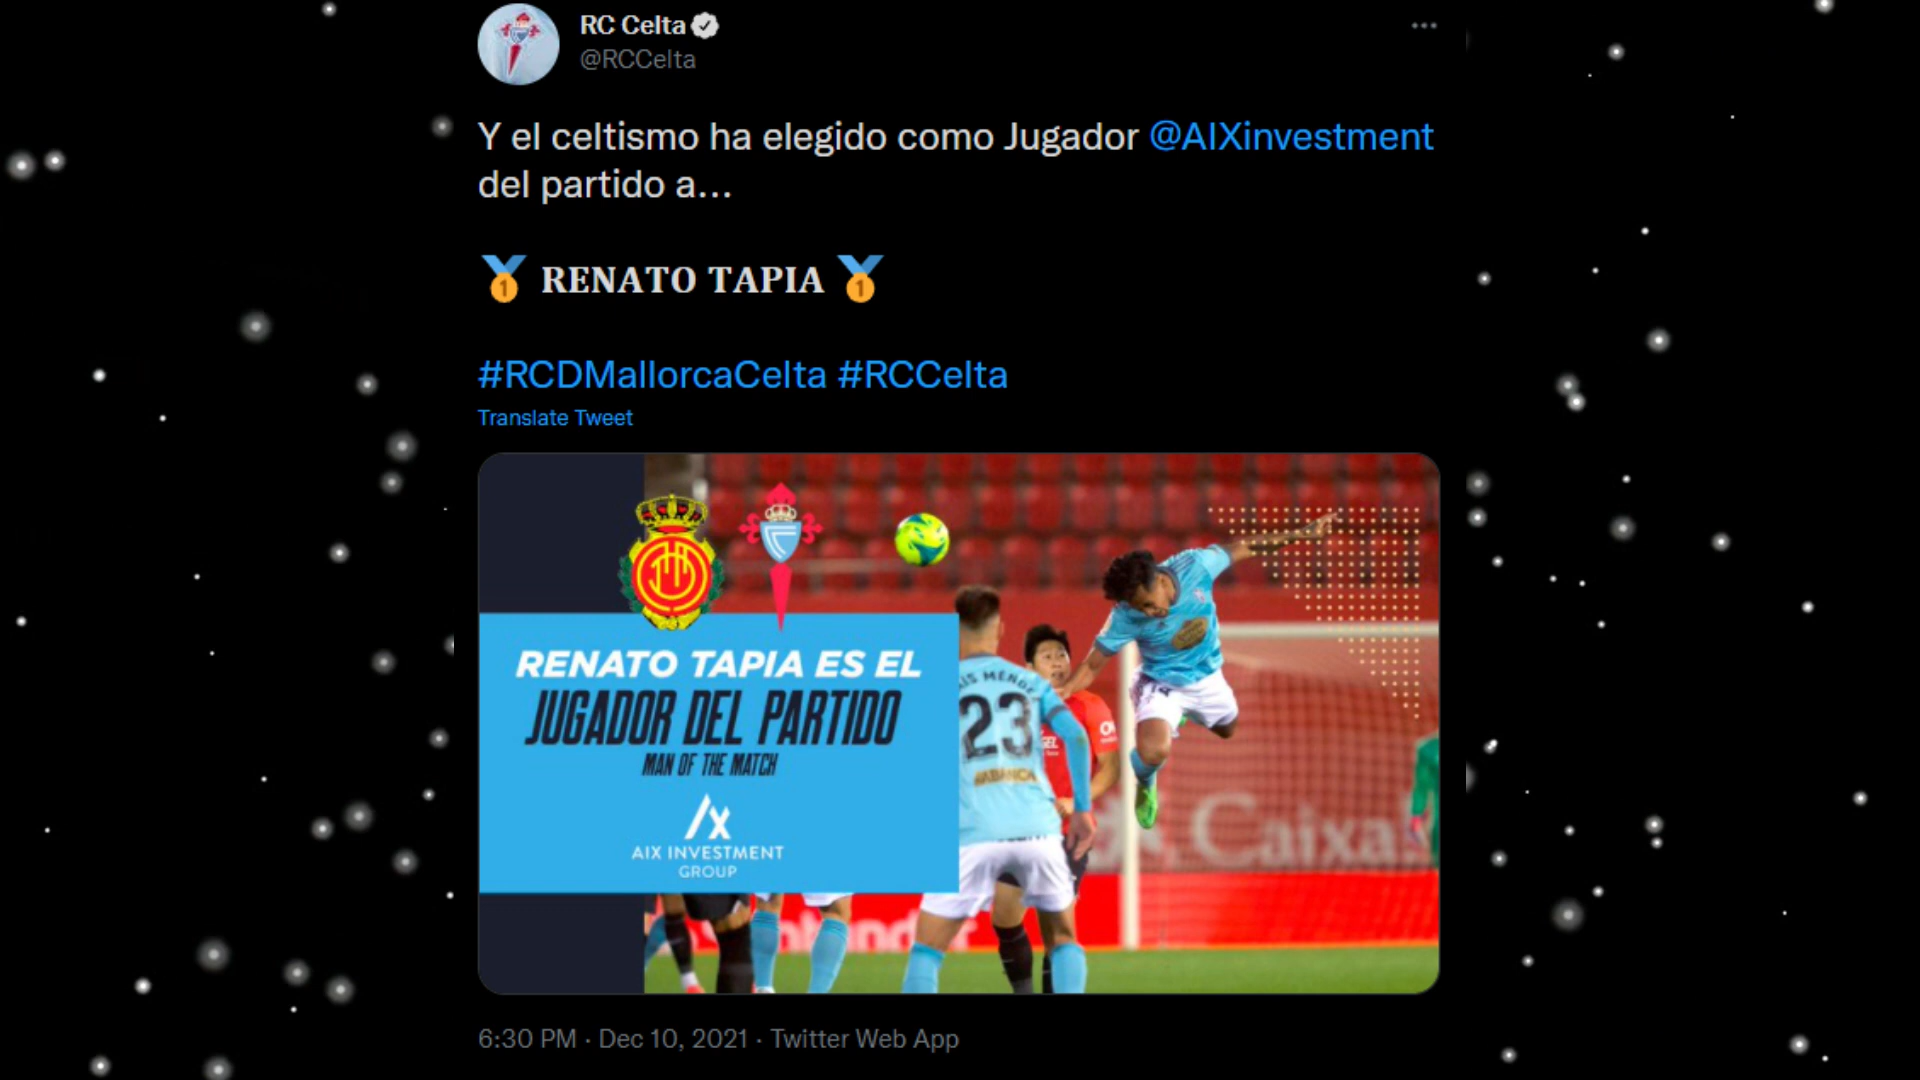 RC Celta
@RCCelta
Y el celtismo ha elegido como Jugador @AIXinvestment
del partido a...
🥇 RENATO TAPIA 🥇
#RCDMallorcaCelta #RCCelta
Translate Tweet
RENATO TAPIA ES EL
JUGADOR DEL PARTIDO
MAN OF THE MATCH
AIX INVESTMENT
GROUP
23
ABANCA
Caixa
6:30 PM · Dec 10, 2021 · Twitter Web App